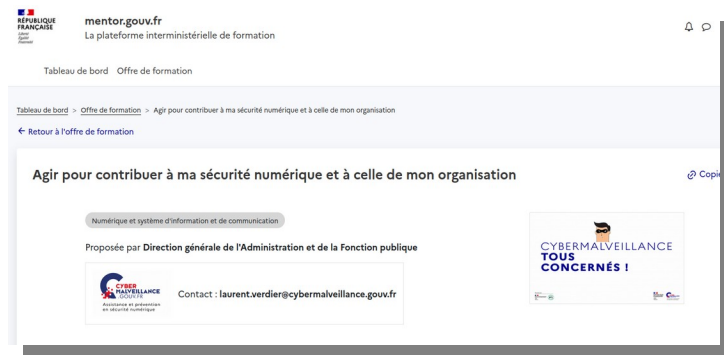 RÉPUBLIQUE
FRANÇAISE
Liberté
Égalité
Fraternité
mentor.gouv.fr
La plateforme interministérielle de formation
Tableau de bord Offre de formation
Tableau de bord > Offre de formation > Agir pour contribuer à ma sécurité numérique et à celle de mon organisation
← Retour à l'offre de formation
Agir pour contribuer à ma sécurité numérique et à celle de mon organisation
Copie
Numérique et système d'information et de communication
Proposée par Direction générale de l'Administration et de la Fonction publique
CYBER
MALVEILLANCE
.GOUV.FR
Assistance et prévention
en sécurité numérique
Contact : laurent.verdier@cybermalveillance.gouv.fr
CYBERMALVEILLANCE
TOUS
CONCERNÉS !